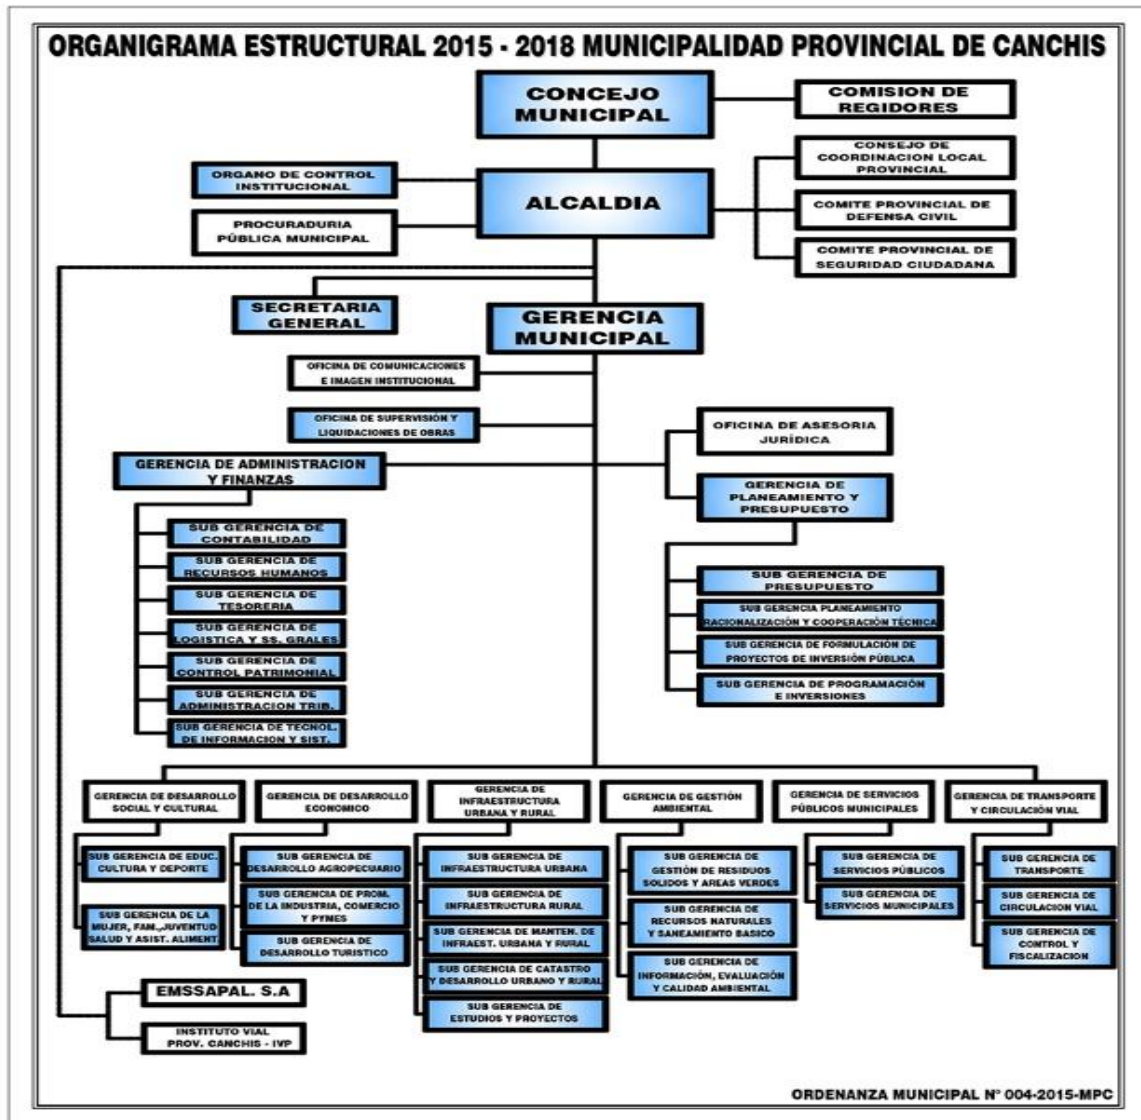 ORGANIGRAMA ESTRUCTURAL 2015 - 2018 MUNICIPALIDAD PROVINCIAL DE CANCHIS
CONCEJO
MUNICIPAL
COMISION DE
REGIDORES
ORGANO DE CONTROL
INSTITUCIONAL
PROCURADURIA
PÚBLICA MUNICIPAL
ALCALDIA
CONSEJO DE
COORDINACION LOCAL
PROVINCIAL
COMITE PROVINCIAL DE
DEFENSA CIVIL
COMITE PROVINCIAL DE
SEGURIDAD CIUDADANA
SECRETARIA
GENERAL
GERENCIA
MUNICIPAL
OFICINA DE COMUNICACIONES
E IMAGEN INSTITUCIONAL
OFICINA DE SUPERVISIÓN Y
LIQUIDACIONES DE OBRAS
OFICINA DE ASESORIA
JURÍDICA
GERENCIA DE ADMINISTRACION
Y FINANZAS
GERENCIA DE
PLANEAMIENTO Y
PRESUPUESTO
SUB GERENCIA DE
CONTABILIDAD
SUB GERENCIA DE
RECURSOS HUMANOS
SUB GERENCIA DE
TESORERIA
SUB GERENCIA DE
LOGISTICA Y SS. GRALES
SUB GERENCIA DE
CONTROL PATRIMONIAL
SUB GERENCIA DE
ADMINISTRACION TRIB.
SUB GERENCIA DE TECNOL.
DE INFORMACION Y SIST.
SUB GERENCIA DE
PRESUPUESTO
SUB GERENCIA PLANEAMIENTO
RACIONALIZACIÓN Y COOPERACIÓN TÉCNICA
SUB GERENCIA DE FORMULACIÓN DE
PROYECTOS DE INVERSIÓN PÚBLICA
SUB GERENCIA DE PROGRAMACIÓN
E INVERSIONES
GERENCIA DE DESARROLLO
SOCIAL Y CULTURAL
SUB GERENCIA DE EDUC.
CULTURA Y DEPORTE
SUB GERENCIA DE LA
MUJER, FAM.,JUVENTUD
SALUD Y ASIST. ALIMENT.
GERENCIA DE DESARROLLO
ECONOMICO
SUB GERENCIA DE
DESARROLLO AGROPECUARIO
SUB GERENCIA DE PROM.
DE LA INDUSTRIA, COMERCIO
Y PYMES
SUB GERENCIA DE
DESARROLLO TURISTICO
GERENCIA DE
INFRAESTRUCTURA
URBANA Y RURAL
SUB GERENCIA DE
INFRAESTRUCTURA URBANA
SUB GERENCIA DE
INFRAESTRUCTURA RURAL
SUB GERENCIA DE MANTEN. DE
INFRAEST. URBANA Y RURAL
SUB GERENCIA DE CATASTRO
Y DESARROLLO URBANO Y RURAL
SUB GERENCIA DE
ESTUDIOS Y PROYECTOS
GERENCIA DE GESTIÓN
AMBIENTAL
SUB GERENCIA DE
GESTIÓN DE RESIDUOS
SOLIDOS Y AREAS VERDES
SUB GERENCIA DE
RECURSOS NATURALES
Y SANEAMIENTO BASICO
SUB GERENCIA DE
INFORMACIÓN, EVALUACIÓN
Y CALIDAD AMBIENTAL
GERENCIA DE SERVICIOS
PÚBLICOS MUNICIPALES
SUB GERENCIA DE
SERVICIOS PÚBLICOS
SUB GERENCIA DE
SERVICIOS MUNICIPALES
GERENCIA DE TRANSPORTE
Y CIRCULACIÓN VIAL
SUB GERENCIA DE
TRANSPORTE
SUB GERENCIA DE
CIRCULACIÓN VIAL
SUB GERENCIA DE
CONTROL Y
FISCALIZACION
EMSSAPAL. S.A
INSTITUTO VIAL
PROV. CANCHIS - IVP
ORDENANZA MUNICIPAL N° 004-2015-MPC